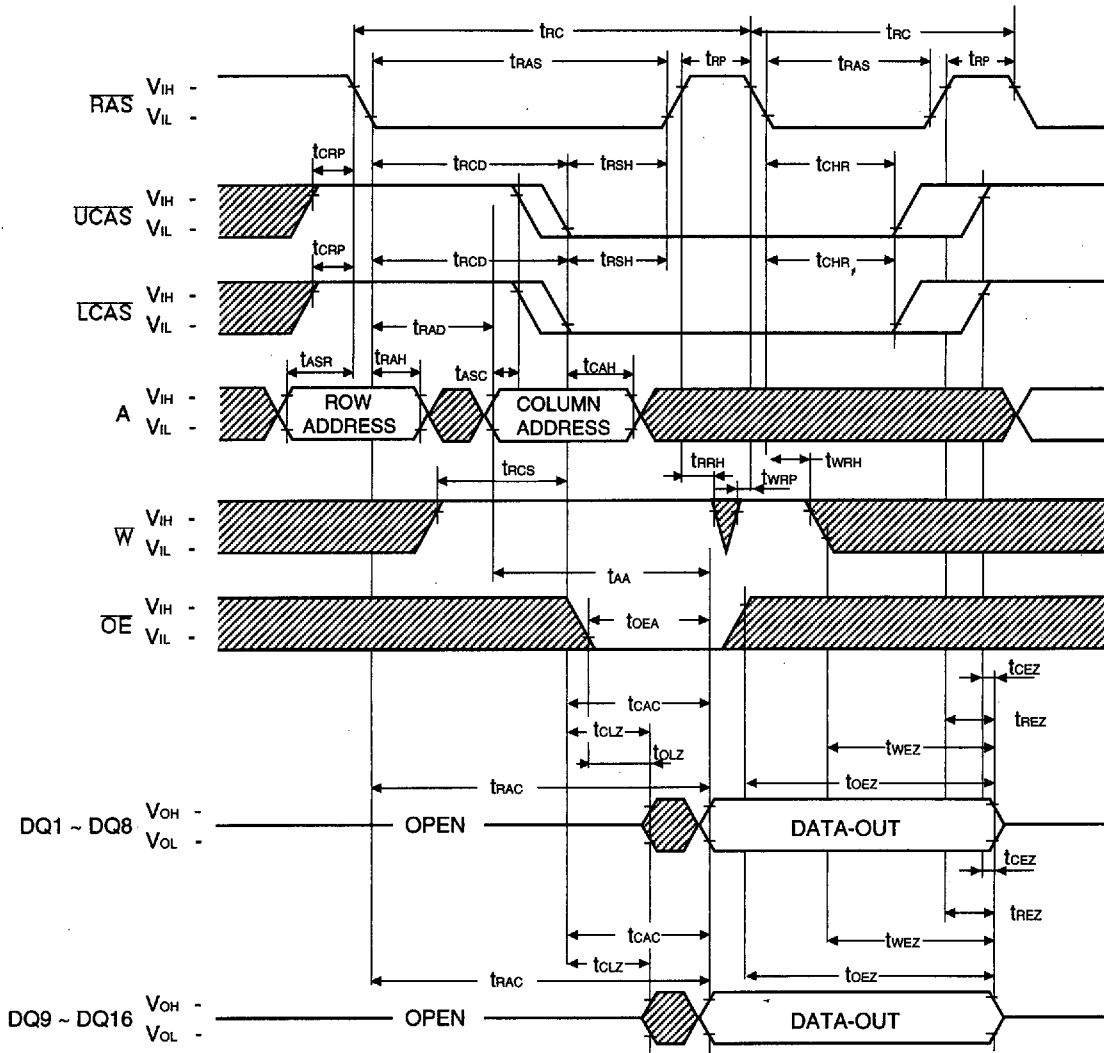 tRC tRC
tRAS tRP tRAS tRP
RAS VIH -
VIL -
tCRP tRCD tRSH tCHR
UCAS VIH -
VIL -
tCRP tRCD tRSH tCHR
LCAS VIH -
VIL -
tRAD
tASR tRAH tASC tCAH
A VIH -
VIL -
ROW
ADDRESS
COLUMN
ADDRESS
tRCS tRRH tWRP tWRH
W VIH -
VIL -
tAA
OE VIH -
VIL -
tOEA
tCEZ
tCAC tREZ
tCLZ tWEZ
tOLZ
tRAC tOEZ
DQ1 ~ DQ8 VOH -
VOL -
OPEN DATA-OUT
tCEZ
tREZ
tCAC tWEZ
tCLZ
tRAC tOEZ
DQ9 ~ DQ16 VOH -
VOL -
OPEN DATA-OUT